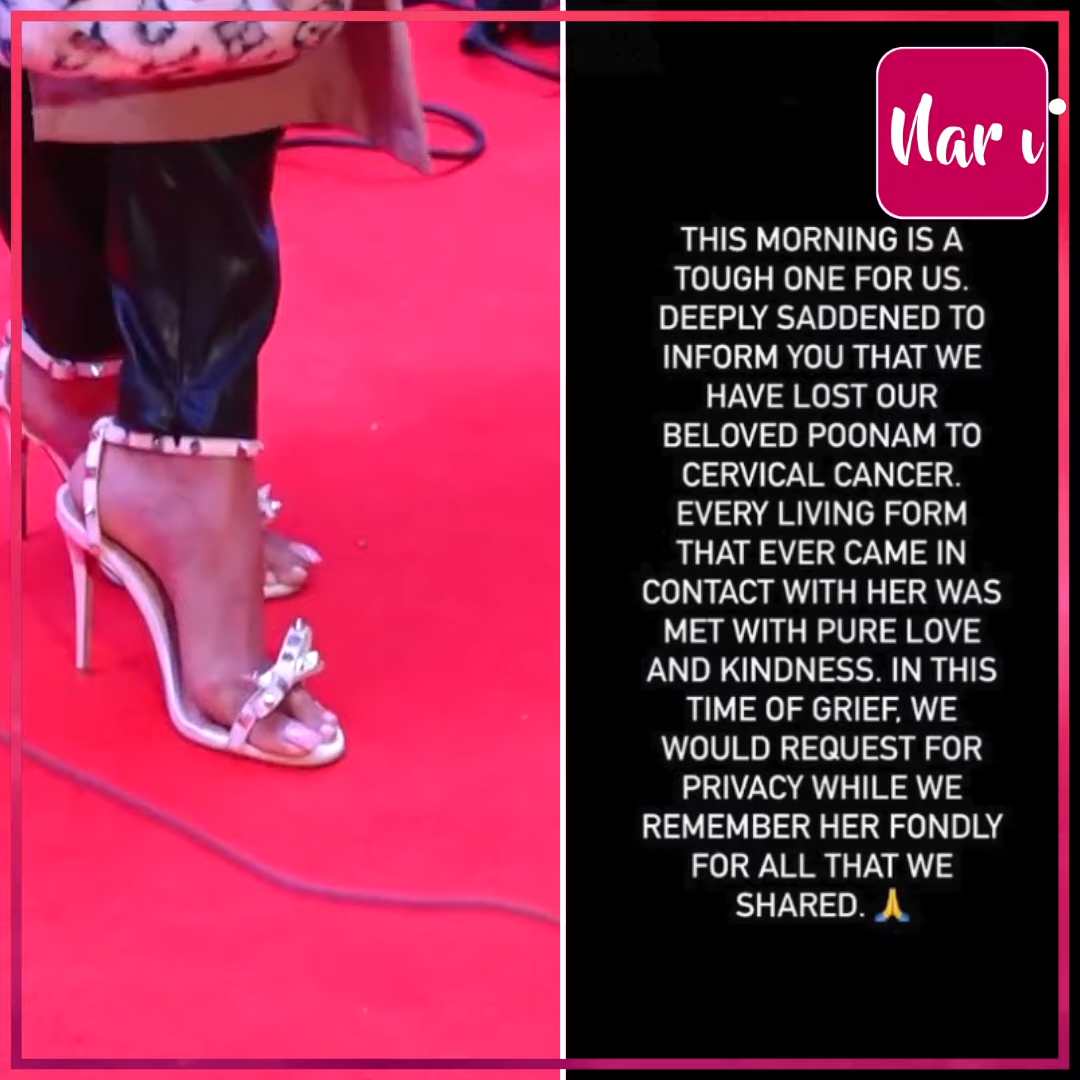 Nari
THIS MORNING IS A
TOUGH ONE FOR US.
DEEPLY SADDENED TO
INFORM YOU THAT WE
HAVE LOST OUR
BELOVED POONAM TO
CERVICAL CANCER.
EVERY LIVING FORM
THAT EVER CAME IN
CONTACT WITH HER WAS
MET WITH PURE LOVE
AND KINDNESS. IN THIS
TIME OF GRIEF, WE
WOULD REQUEST FOR
PRIVACY WHILE WE
REMEMBER HER FONDLY
FOR ALL THAT WE
SHARED. 🙏